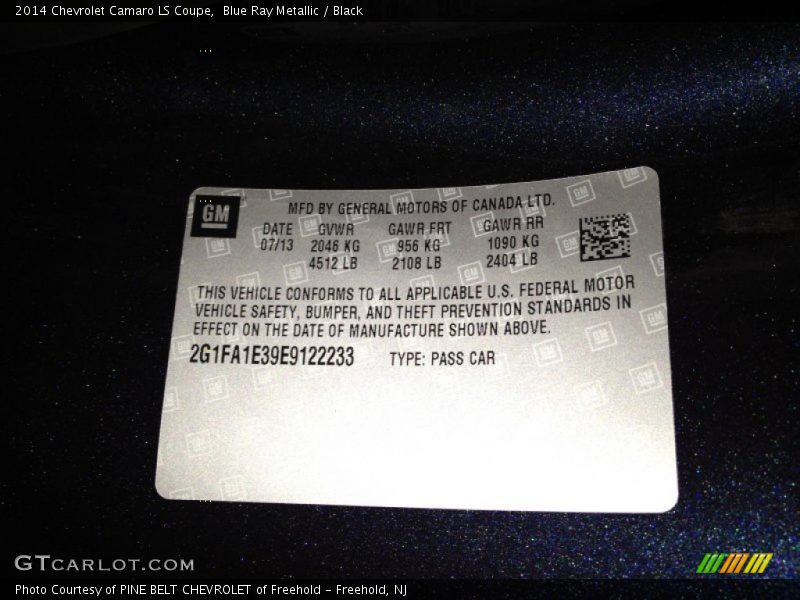 2014 Chevrolet Camaro LS Coupe,  Blue Ray Metallic / Black
GM
MFD BY GENERAL MOTORS OF CANADA LTD.
DATE GVWR GAWR FRT GAWR RR
07/13 2046 KG 956 KG 1090 KG
4512 LB 2108 LB 2404 LB
THIS VEHICLE CONFORMS TO ALL APPLICABLE U.S. FEDERAL MOTOR
VEHICLE SAFETY, BUMPER, AND THEFT PREVENTION STANDARDS IN
EFFECT ON THE DATE OF MANUFACTURE SHOWN ABOVE.
2G1FA1E39E9122233 TYPE: PASS CAR
GTCARLOT.COM
Photo Courtesy of PINE BELT CHEVROLET of Freehold - Freehold, NJ